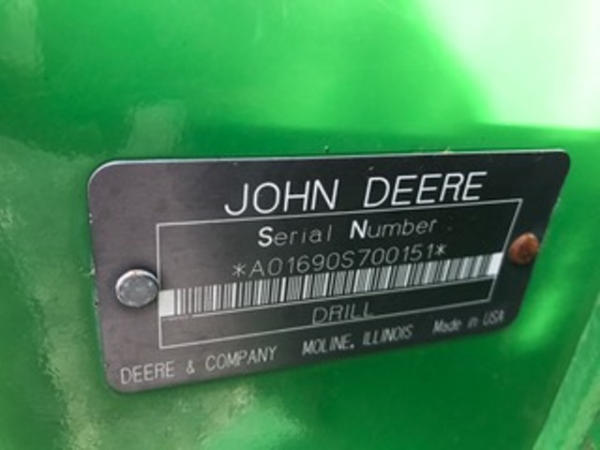 JOHN DEERE
Serial Number
*A01690S700151*
DRILL
DEERE & COMPANY MOLINE, ILLINOIS Made in USA